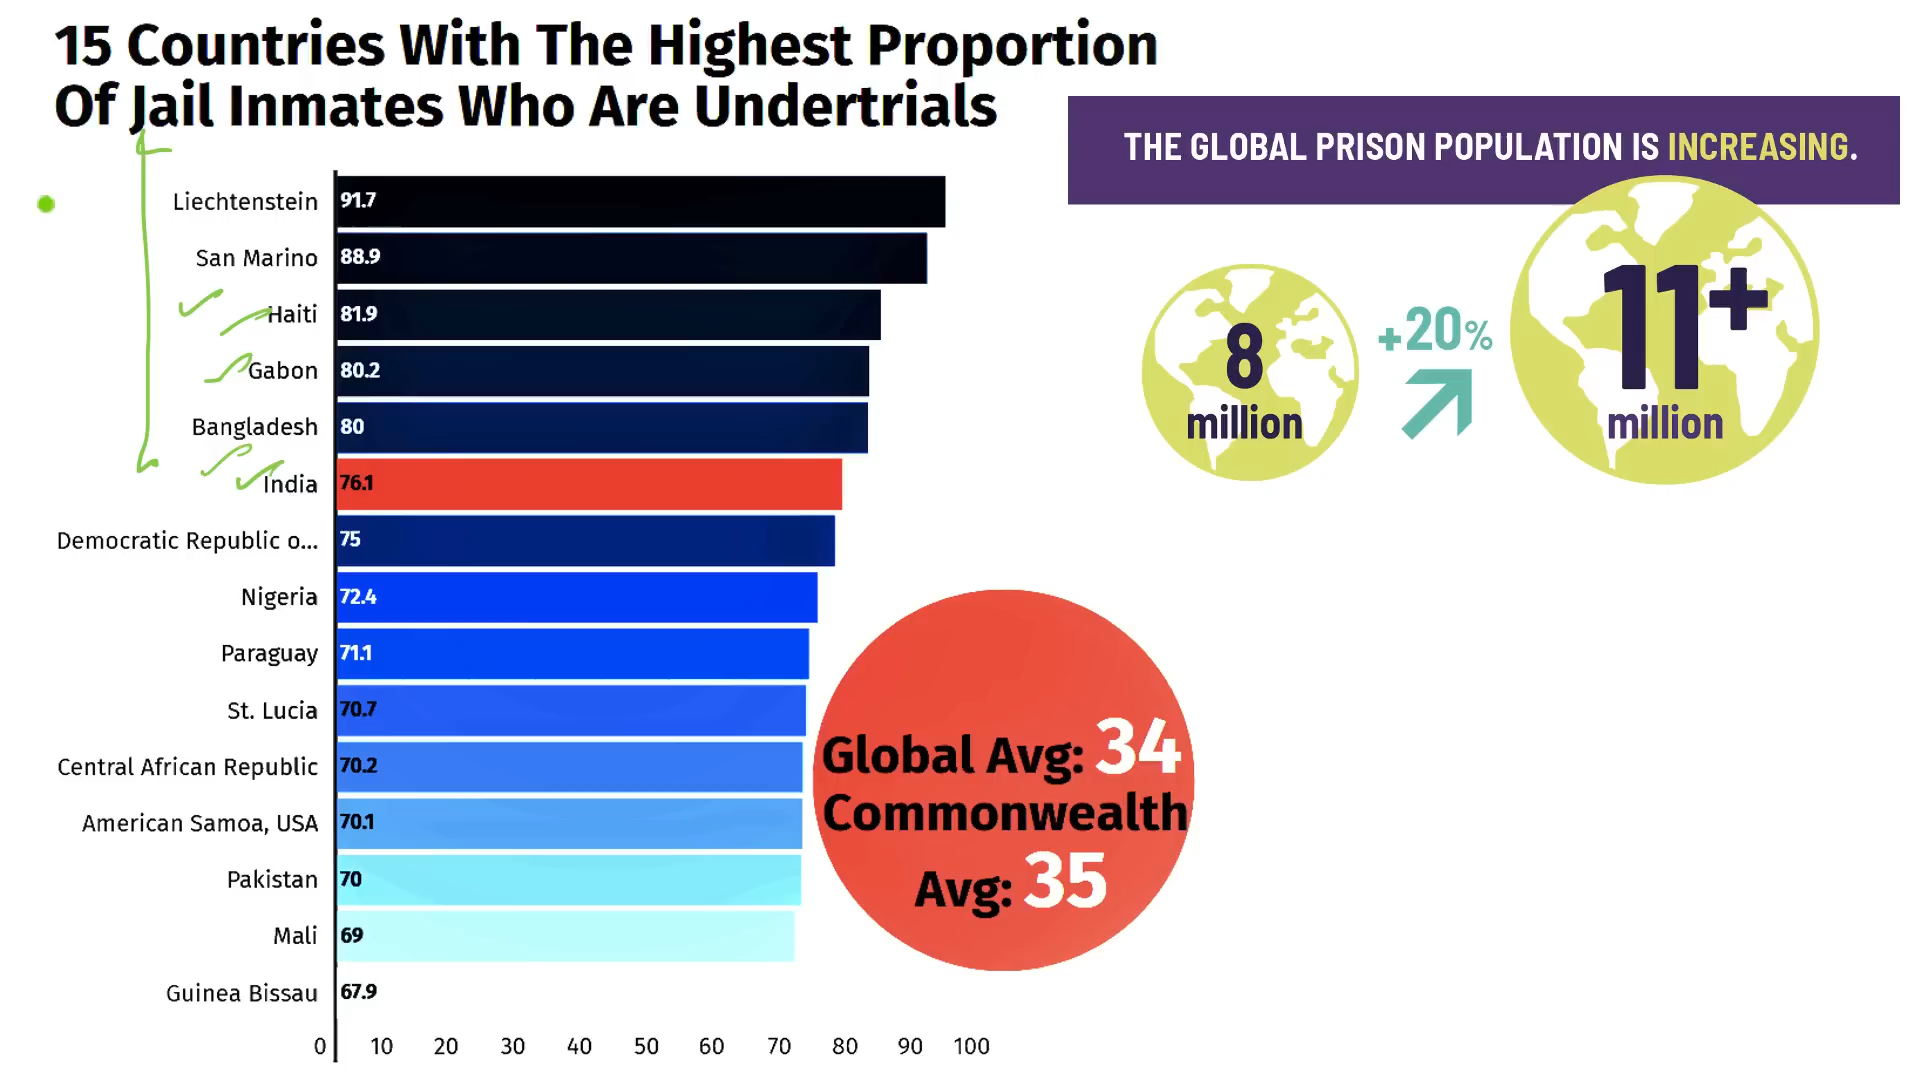 15 Countries With The Highest Proportion
Of Jail Inmates Who Are Undertrials
Liechtenstein 91.7
San Marino 88.9
Haiti 81.9
Gabon 80.2
Bangladesh 80
India 76.1
Democratic Republic o... 75
Nigeria 72.4
Paraguay 71.1
St. Lucia 70.7
Central African Republic 70.2
American Samoa, USA 70.1
Pakistan 70
Mali 69
Guinea Bissau 67.9
0 10 20 30 40 50 60 70 80 90 100
Global Avg: 34
Commonwealth
Avg: 35
THE GLOBAL PRISON POPULATION IS INCREASING.
8
million
+20%
11+
million